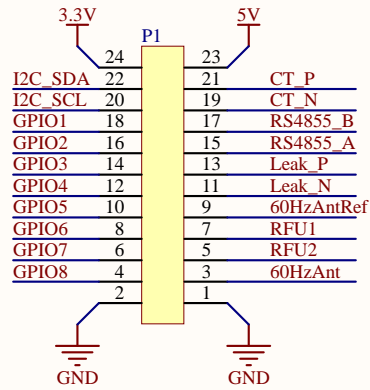 3.3V 5V
P1
24 23
I2C_SDA 22 21 CT_P
I2C_SCL 20 19 CT_N
GPIO1 18 17 RS4855_B
GPIO2 16 15 RS4855_A
GPIO3 14 13 Leak_P
GPIO4 12 11 Leak_N
GPIO5 10 9 60HzAntRef
GPIO6 8 7 RFU1
GPIO7 6 5 RFU2
GPIO8 4 3 60HzAnt
2 1
GND GND